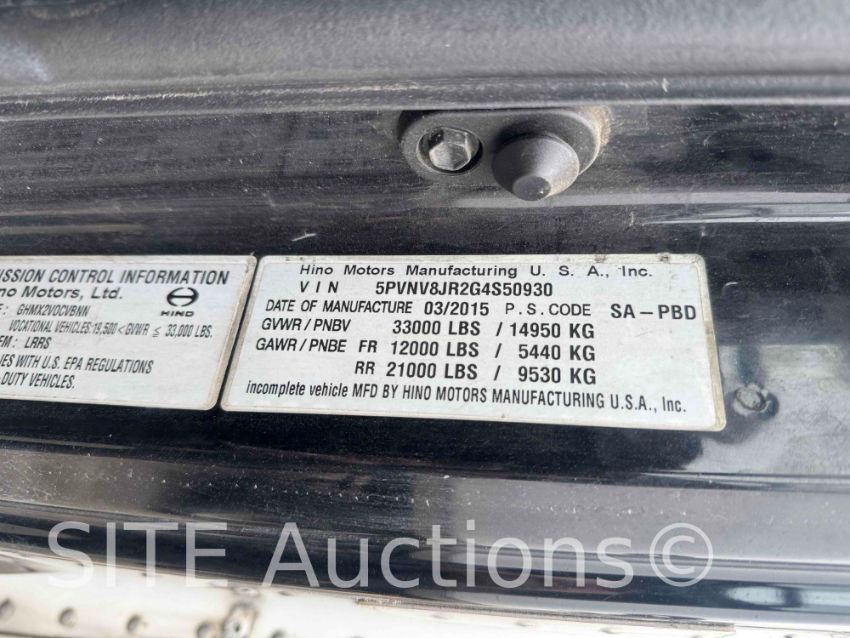 ISSION CONTROL INFORMATION
no Motors, Ltd.
HINO
: GHMX2VOCVBNN
VOCATIONAL VEHICLES:19,500 < GVWR ≤ 33,000 LBS.
EM: LRRS
IES WITH U.S. EPA REGULATIONS
-DUTY VEHICLES.
Hino Motors Manufacturing U. S. A., Inc.
V I N 5PVNV8JR2G4S50930
DATE OF MANUFACTURE 03/2015 P. S. CODE SA-PBD
GVWR / PNBV 33000 LBS / 14950 KG
GAWR / PNBE FR 12000 LBS / 5440 KG
RR 21000 LBS / 9530 KG
incomplete vehicle MFD BY HINO MOTORS MANUFACTURING U.S.A., Inc.
SITE Auctions©